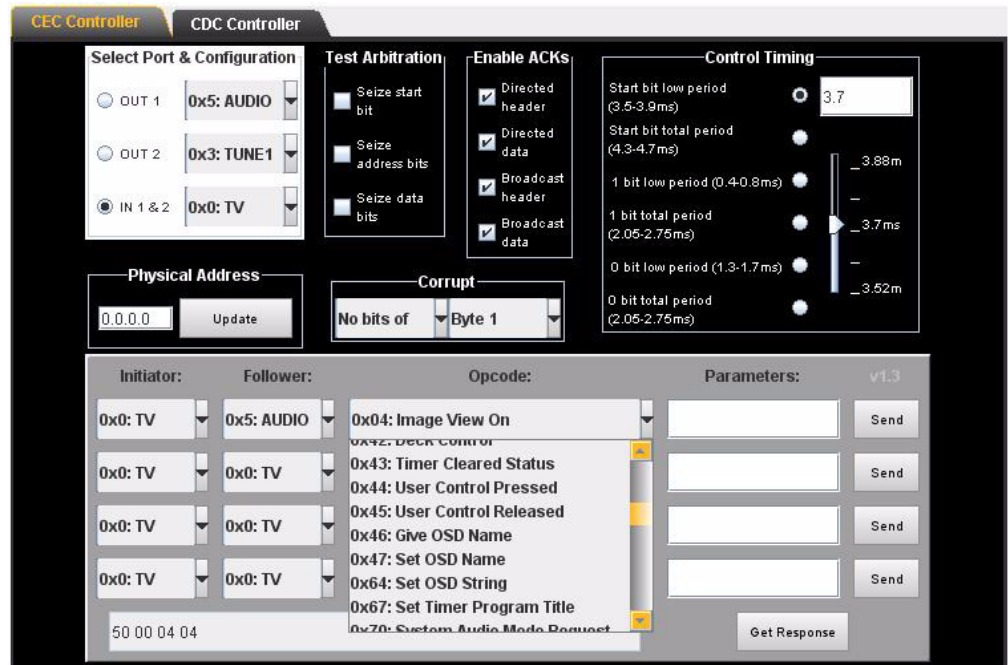 CEC Controller
CDC Controller
Select Port & Configuration
OUT 1
0x5: AUDIO
OUT 2
0x3: TUNE1
IN 1 & 2
0x0: TV
Test Arbitration
Seize start
bit
Seize
address bits
Seize data
bits
Enable ACKs
Directed
header
Directed
data
Broadcast
header
Broadcast
data
Control Timing
Start bit low period
(3.5-3.9ms)
3.7
Start bit total period
(4.3-4.7ms)
1 bit low period (0.4-0.8ms)
1 bit total period
(2.05-2.75ms)
0 bit low period (1.3-1.7ms)
0 bit total period
(2.05-2.75ms)
3.88m
3.7ms
3.52m
Physical Address
0.0.0.0
Update
Corrupt
No bits of
Byte 1
Initiator:
Follower:
Opcode:
Parameters:
v1.3
0x0: TV
0x5: AUDIO
0x04: Image View On
Send
0x42: Deck Control
0x43: Timer Cleared Status
0x0: TV
0x0: TV
0x44: User Control Pressed
Send
0x45: User Control Released
0x0: TV
0x0: TV
0x46: Give OSD Name
Send
0x47: Set OSD Name
0x0: TV
0x0: TV
0x64: Set OSD String
Send
0x67: Set Timer Program Title
0x70: System Audio Mode Request
50 00 04 04
Get Response